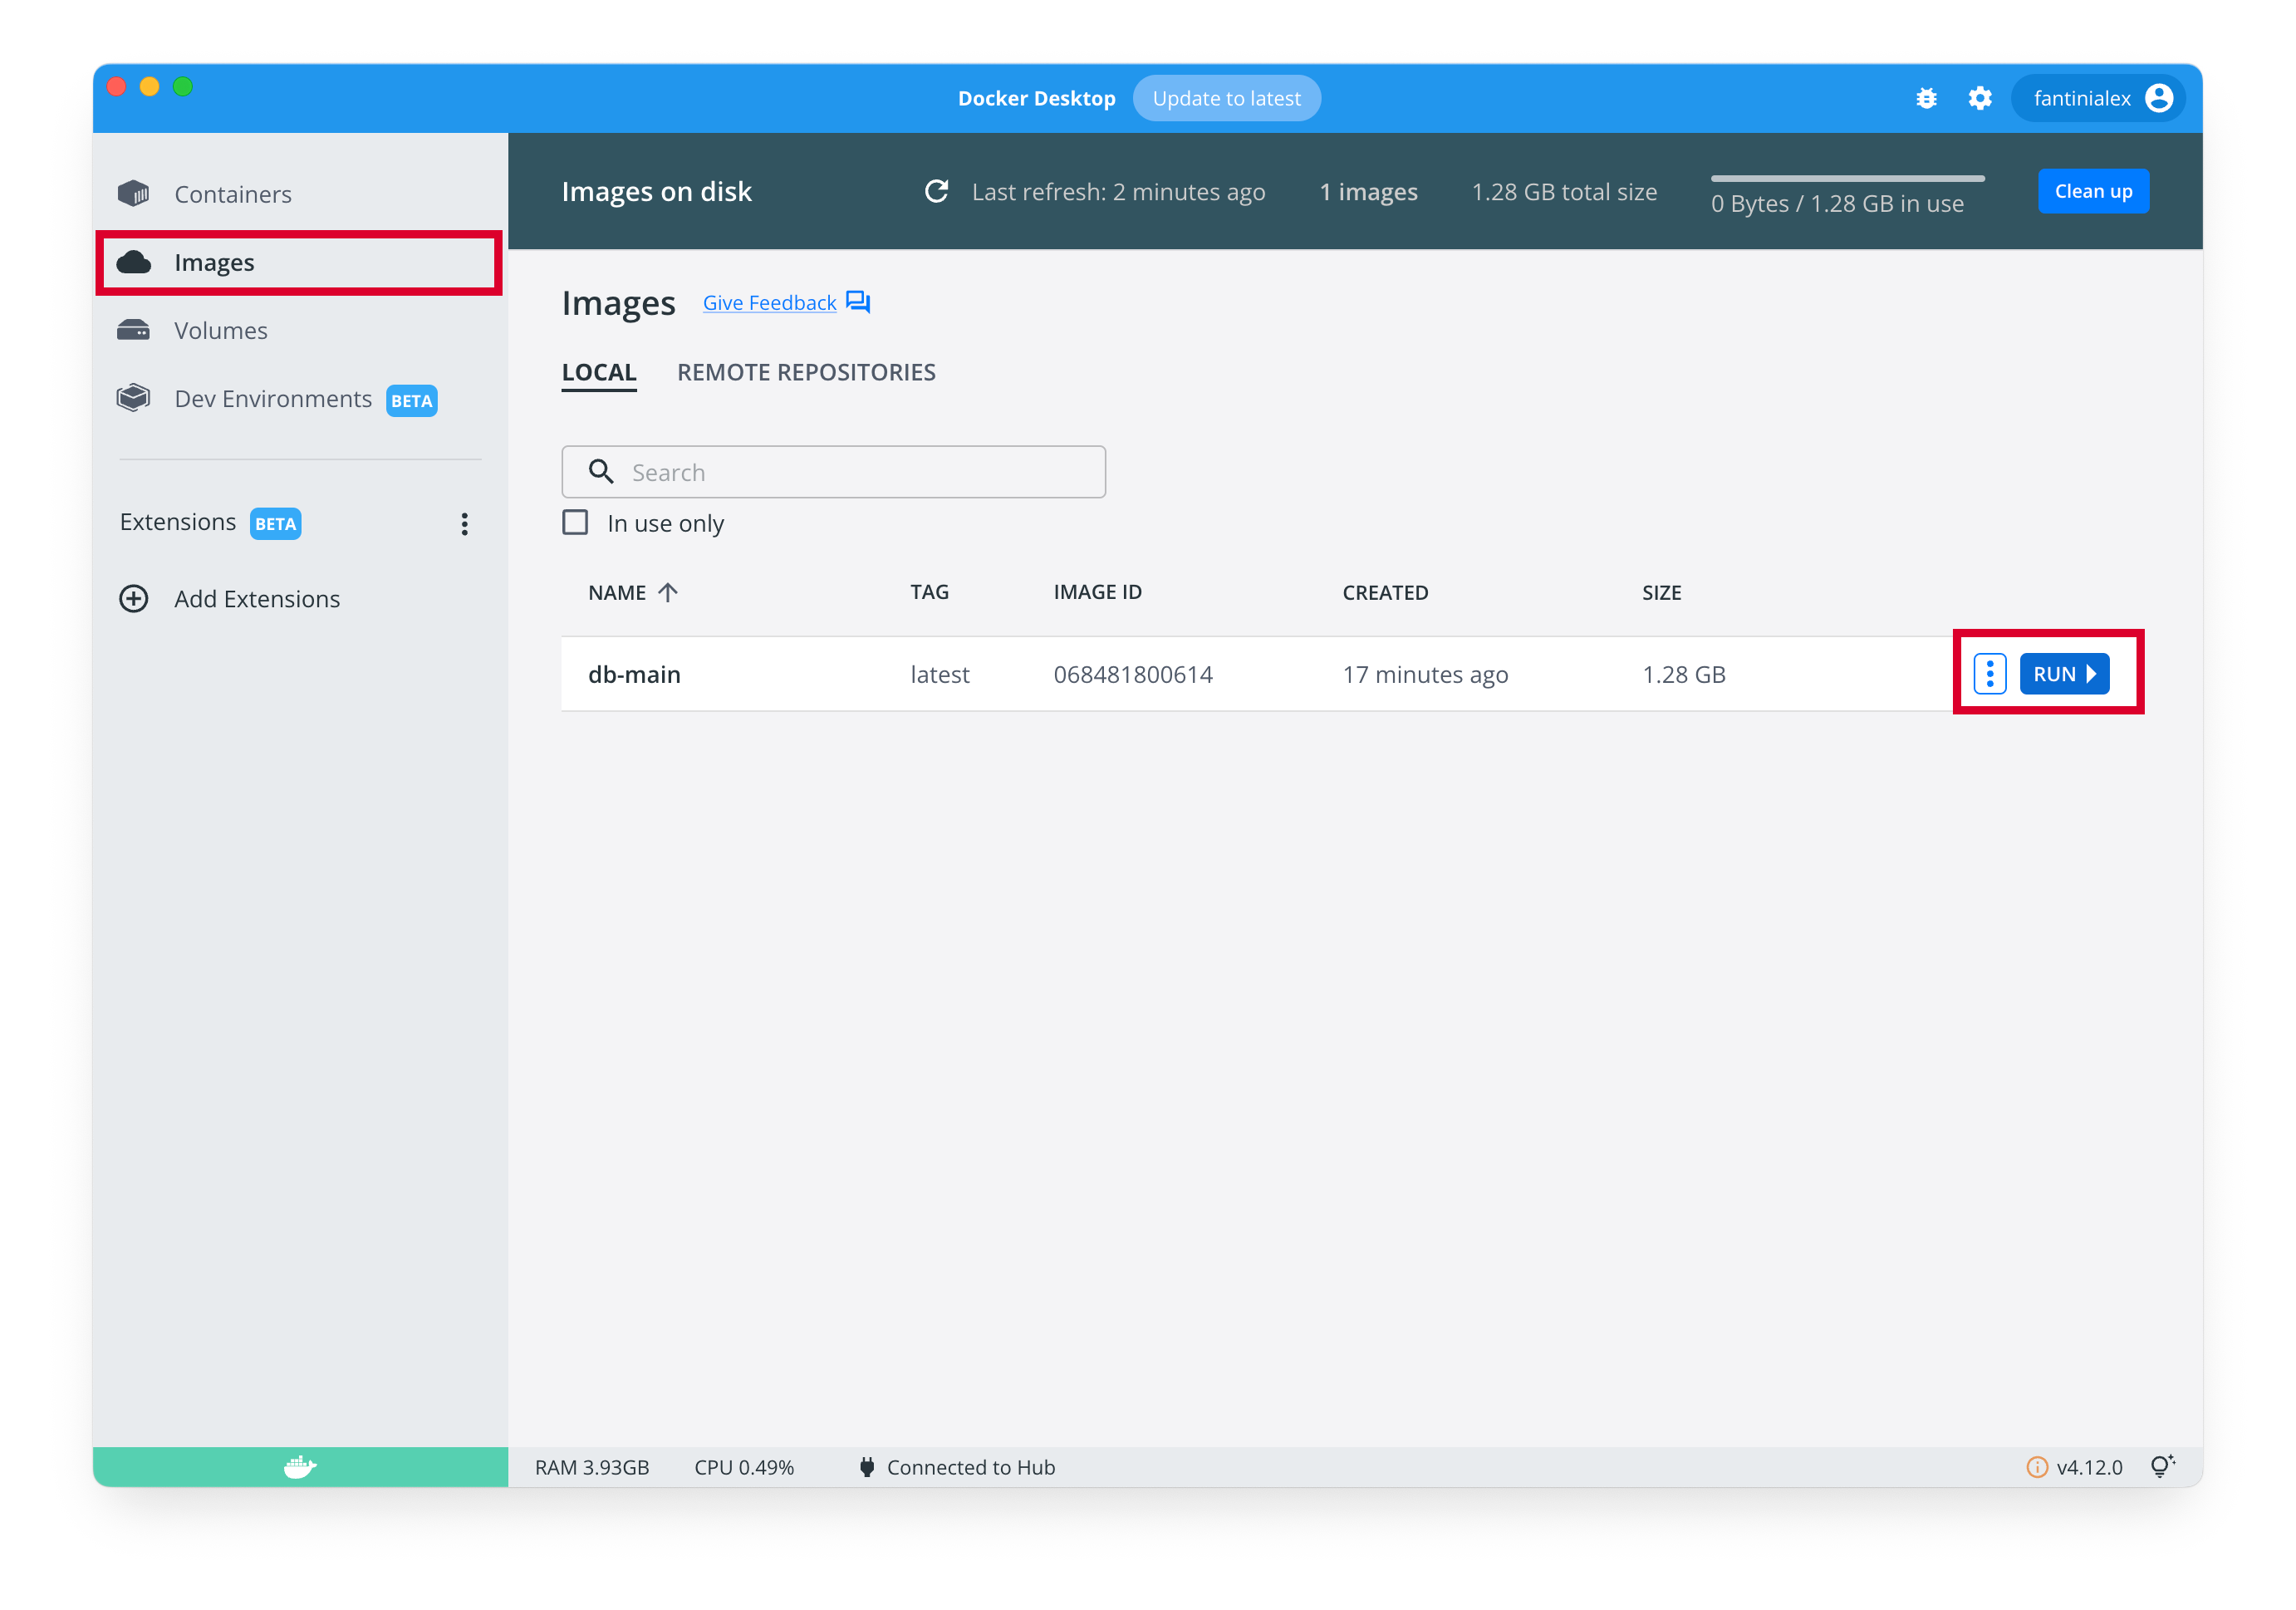 Docker Desktop Update to latest fantinialex
Containers
Images
Volumes
Dev Environments BETA
Extensions BETA
Add Extensions
Images on disk Last refresh: 2 minutes ago 1 images 1.28 GB total size 0 Bytes / 1.28 GB in use Clean up
Images Give Feedback
LOCAL REMOTE REPOSITORIES
Search
In use only
NAME TAG IMAGE ID CREATED SIZE
db-main latest 068481800614 17 minutes ago 1.28 GB RUN
RAM 3.93GB CPU 0.49% Connected to Hub v4.12.0